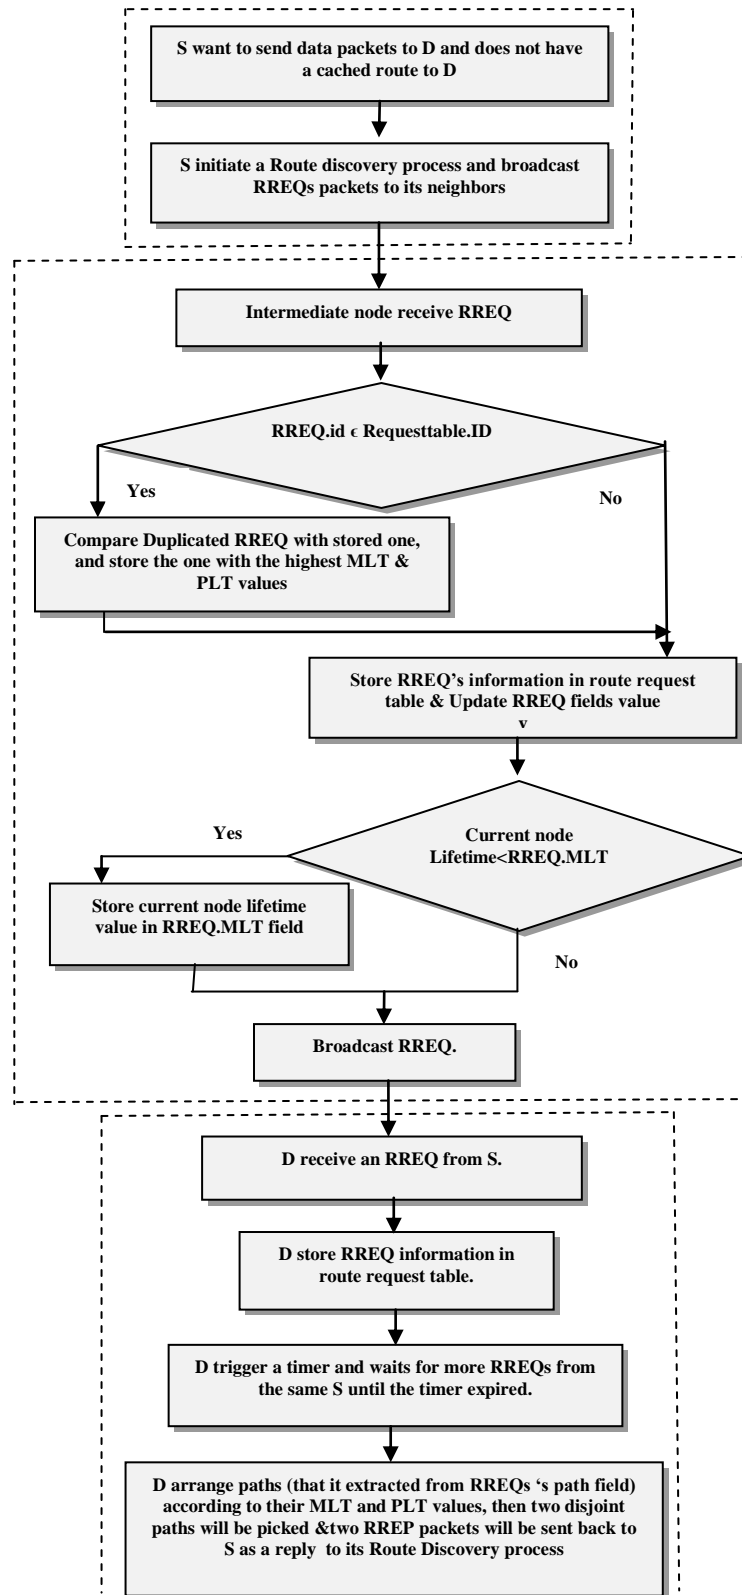 S want to send data packets to D and does not have
a cached route to D
S initiate a Route discovery process and broadcast
RREQs packets to its neighbors
Intermediate node receive RREQ
RREQ.id ϵ Requesttable.ID
Yes
No
Compare Duplicated RREQ with stored one,
and store the one with the highest MLT &
PLT values
Store RREQ’s information in route request
table & Update RREQ fields value
v
Current node
Lifetime<RREQ.MLT
Yes
Store current node lifetime
value in RREQ.MLT field
No
Broadcast RREQ.
D receive an RREQ from S.
D store RREQ information in
route request table.
D trigger a timer and waits for more RREQs from
the same S until the timer expired.
D arrange paths (that it extracted from RREQs ‘s path field)
according to their MLT and PLT values, then two disjoint
paths will be picked &two RREP packets will be sent back to
S as a reply to its Route Discovery process